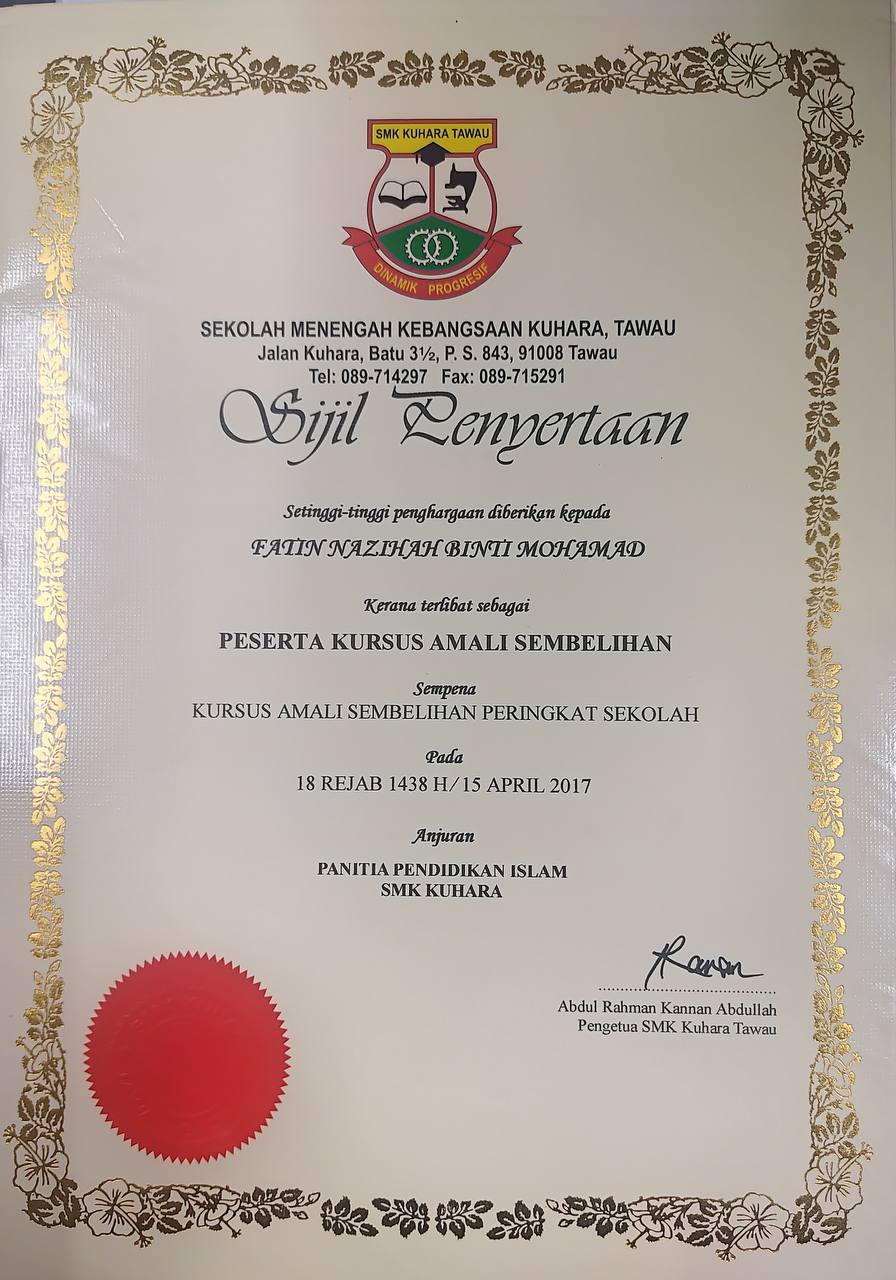 SMK KUHARA TAWAU
DINAMIK PROGRESIF
SEKOLAH MENENGAH KEBANGSAAN KUHARA, TAWAU
Jalan Kuhara, Batu 3½, P. S. 843, 91008 Tawau
Tel: 089-714297 Fax: 089-715291
Sijil Penyertaan
Setinggi-tinggi penghargaan diberikan kepada
FATIN NAZIHAH BINTI MOHAMAD
Kerana terlibat sebagai
PESERTA KURSUS AMALI SEMBELIHAN
Sempena
KURSUS AMALI SEMBELIHAN PERINGKAT SEKOLAH
Pada
18 REJAB 1438 H/15 APRIL 2017
Anjuran
PANITIA PENDIDIKAN ISLAM
SMK KUHARA
Abdul Rahman Kannan Abdullah
Pengetua SMK Kuhara Tawau